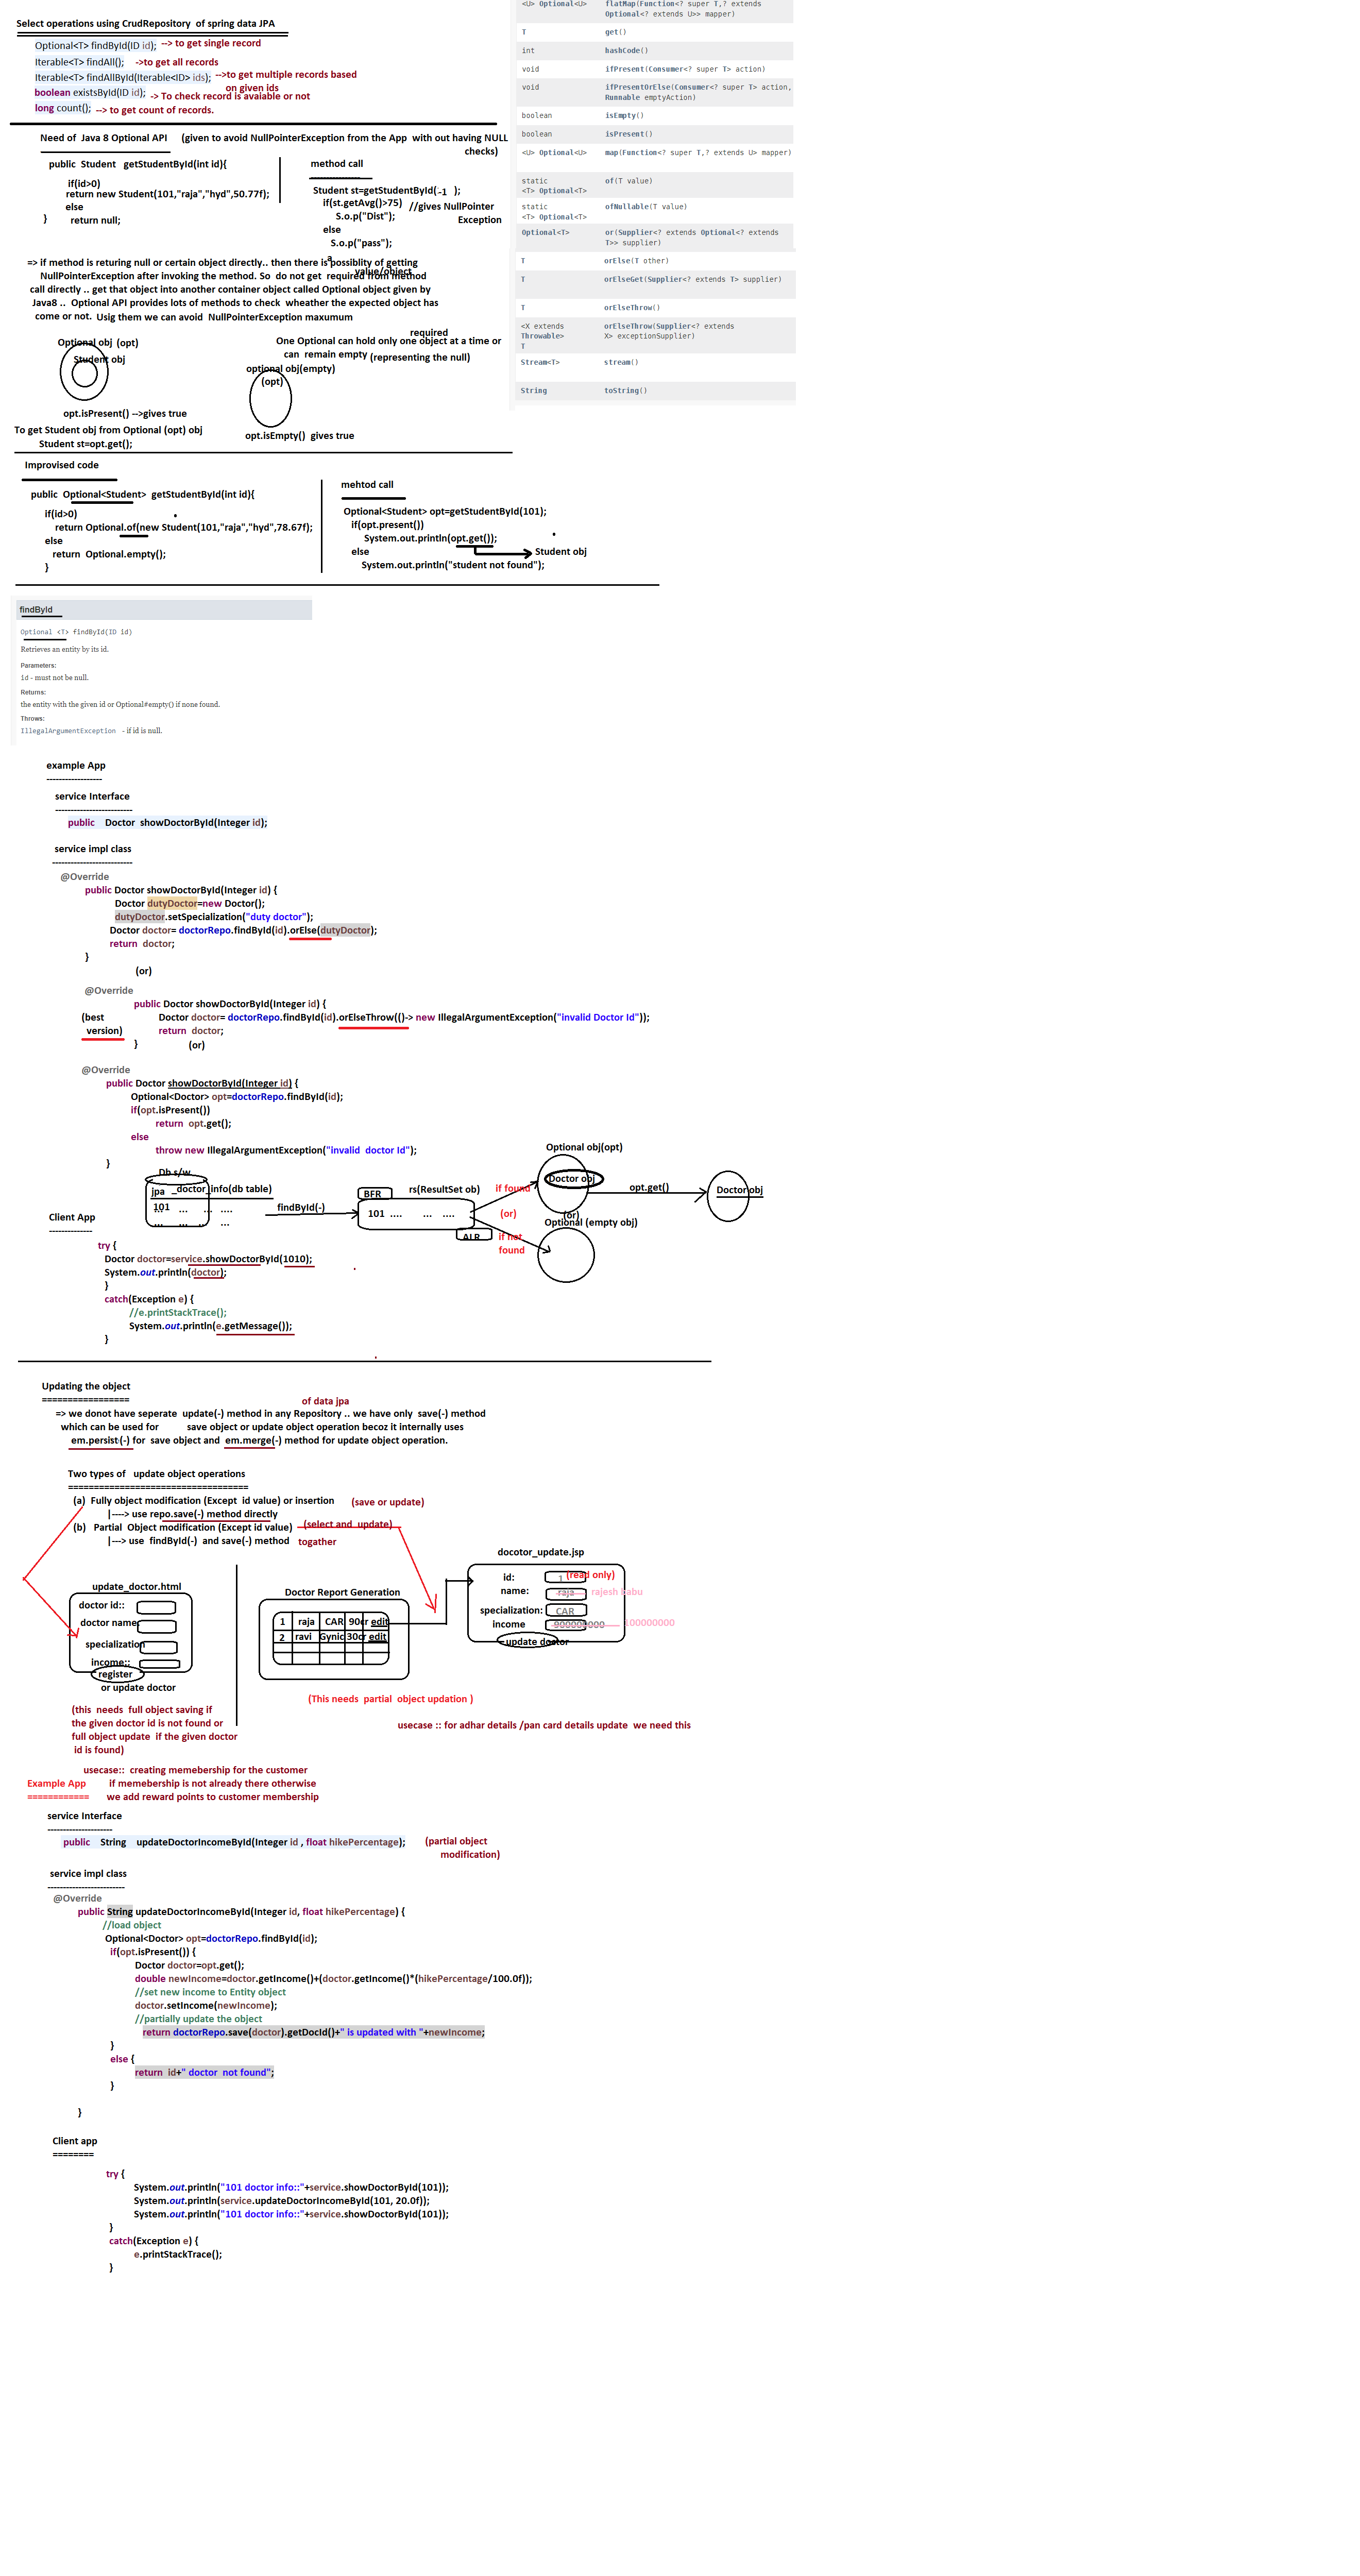 Select operations using CrudRepository  of spring data JPA
Optional<T> findById(ID id);  --> to get single record
Iterable<T> findAll();   ->to get all records
Iterable<T> findAllById(Iterable<ID> ids);  -->to get multiple records based
on given ids
boolean existsById(ID id);  -> To check record is avaiable or not
long count();  --> to get count of records.
<U> Optional<U>   flatMap(Function<? super T,? extends
Optional<? extends U>> mapper)
T   get()
int   hashCode()
void   ifPresent(Consumer<? super T> action)
void   ifPresentOrElse(Consumer<? super T> action,
Runnable emptyAction)
boolean   isEmpty()
boolean   isPresent()
<U> Optional<U>   map(Function<? super T,? extends U> mapper)
static
<T> Optional<T>   of(T value)
static
<T> Optional<T>   ofNullable(T value)
Optional<T>   or(Supplier<? extends Optional<? extends
T>> supplier)
T   orElse(T other)
T   orElseGet(Supplier<? extends T> supplier)
T   orElseThrow()
<X extends
Throwable>
T   orElseThrow(Supplier<? extends
X> exceptionSupplier)
Stream<T>   stream()
String   toString()
Need of  Java 8 Optional API     (given to avoid NullPointerException from the App  with out having NULL
checks)
public  Student   getStudentById(int id){
if(id>0)
return new Student(101,"raja","hyd",50.77f);
else
return null;
}
method call
--------------------
Student st=getStudentById(-1  );
if(st.getAvg()>75)   //gives NullPointer
Exception
S.o.p("Dist");
else
S.o.p("pass");
a
=> if method is returing null or certain object directly.. then there is possiblity of getting
value/object
NullPointerException after invoking the method. So  do not get  required from method
call directly .. get that object into another container object called Optional object given by
Java8 ..  Optional API provides lots of methods to check  wheather the expected object has
come or not.  Usig them we can avoid  NullPointerException maxumum
Optional obj  (opt)
Student obj
opt.isPresent() -->gives true
To get Student obj from Optional (opt) obj
Student st=opt.get();
required
One Optional can hold only one object at a time or
can  remain empty (representing the null)
optional obj(empty)
(opt)
opt.isEmpty()  gives true
Improvised code
public  Optional<Student>  getStudentById(int id){
if(id>0)
return Optional.of(new Student(101,"raja","hyd",78.67f);
else
return  Optional.empty();
}
mehtod call
Optional<Student> opt=getStudentById(101);
if(opt.present())
System.out.println(opt.get());
else
Student obj
System.out.println("student not found");
findById
Optional <T> findById(ID id)
Retrieves an entity by its id.
Parameters:
id - must not be null.
Returns:
the entity with the given id or Optional#empty() if none found.
Throws:
IllegalArgumentException  - if id is null.
example App
------------------
service Interface
-------------------------
public    Doctor  showDoctorById(Integer id);
service impl class
--------------------------
@Override
public Doctor showDoctorById(Integer id) {
Doctor dutyDoctor=new Doctor();
dutyDoctor.setSpecialization("duty doctor");
Doctor doctor= doctorRepo.findById(id).orElse(dutyDoctor);
return  doctor;
}
(or)
@Override
public Doctor showDoctorById(Integer id) {
(best
Doctor doctor= doctorRepo.findById(id).orElseThrow(()-> new IllegalArgumentException("invalid Doctor Id"));
version)
return  doctor;
}
(or)
@Override
public Doctor showDoctorById(Integer id) {
Optional<Doctor> opt=doctorRepo.findById(id);
if(opt.isPresent())
return  opt.get();
else
throw new IllegalArgumentException("invalid  doctor Id");
}
Db s/w
jpa  _doctor_info(db table)
101  ...   ...   ...  ....
...   ...   ...   ...
findById(-)
rs(ResultSet ob)
BFR
101  ....   ...   ....
ALR
if found
(or)
if not
found
Optional obj(opt)
Doctor obj
opt.get()
Doctor obj
(or)
Optional (empty obj)
Client App
--------------
try {
Doctor doctor=service.showDoctorById(1010);
System.out.println(doctor);
}
catch(Exception e) {
//e.printStackTrace();
System.out.println(e.getMessage());
}
Updating the object
=================
of data jpa
=> we donot have seperate  update(-) method in any Repository .. we have only  save(-) method
which can be used for   save object or update object operation becoz it internally uses
em.persist (-) for  save object and  em.merge(-) method for update object operation.
Two types of   update object operations
===================================
(a)  Fully object modification (Except  id value) or insertion   (save or update)
|----> use repo.save(-) method directly
(b)   Partial  Object modification (Except id value)   (select and  update)
|---> use  findById(-)  and save(-) method   togather
update_doctor.html
doctor id::
doctor name
specialization
income::
register
or update doctor
(this  needs  full object saving if
the given doctor id is not found or
full object update  if the given doctor
id is found)
Doctor Report Generation
1   raja   CAR   90cr   edit
2   ravi   Gynic   30cr   edit
(This needs  partial  object updation )
docotor_update.jsp
id:   1   (read only)
name:   raja   rajesh babu
specialization:   CAR
income   900000000   100000000
update doctor
usecase :: for adhar details /pan card details update  we need this
usecase::  creating memebership for the customer
Example App   if memebership is not already there otherwise
============   we add reward points to customer membership
service Interface
---------------------
public    String    updateDoctorIncomeById(Integer id , float hikePercentage);   (partial object
modification)
service impl class
-------------------------
@Override
public String updateDoctorIncomeById(Integer id, float hikePercentage) {
//load object
Optional<Doctor> opt=doctorRepo.findById(id);
if(opt.isPresent()) {
Doctor doctor=opt.get();
double newIncome=doctor.getIncome()+(doctor.getIncome()*(hikePercentage/100.0f));
//set new income to Entity object
doctor.setIncome(newIncome);
//partially update the object
return doctorRepo.save(doctor).getDocId()+" is updated with "+newIncome;
}
else {
return  id+" doctor  not found";
}
}
Client app
========
try {
System.out.println("101 doctor info::"+service.showDoctorById(101));
System.out.println(service.updateDoctorIncomeById(101, 20.0f));
System.out.println("101 doctor info::"+service.showDoctorById(101));
}
catch(Exception e) {
e.printStackTrace();
}